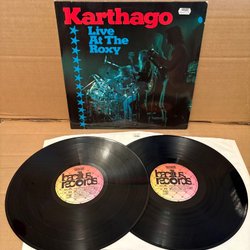 Karthago
Live
At The
Roxy
bacillus
records
bacillus
records